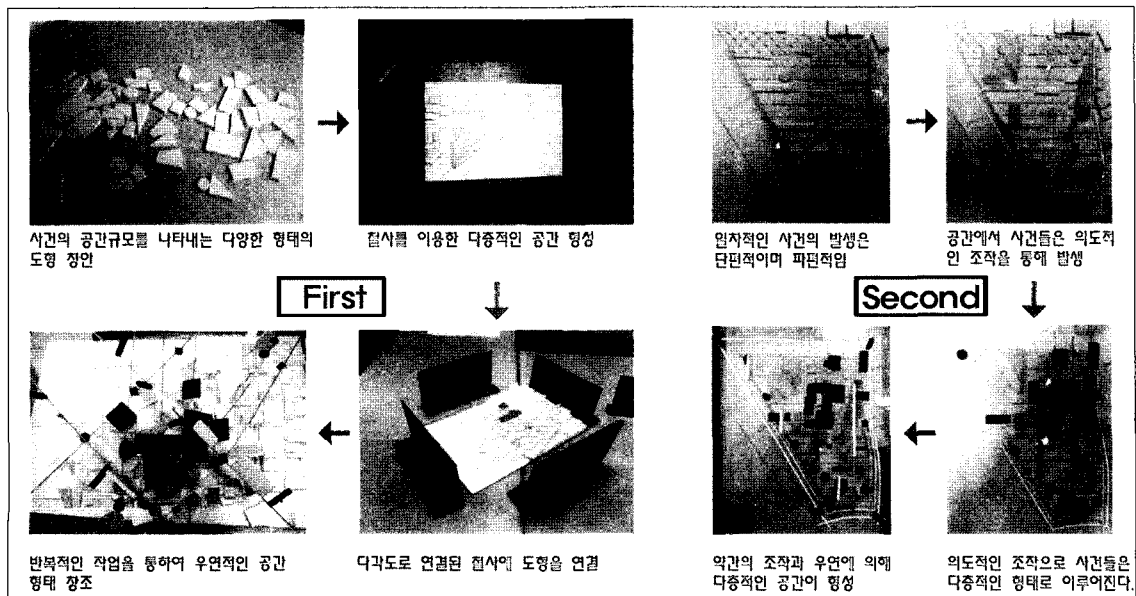 사건의 공간규모를 나타내는 다양한 형태의
도형 창안
철사를 이용한 다층적인 공간 형성
First
다각도로 연결된 철사에 도형을 연결
반복적인 작업을 통하여 우연적인 공간
형태 창조
일차적인 사건의 발생은
단편적이며 파편적임
공간에서 사건들은 의도적
인 조작을 통해 발생
Second
의도적인 조작으로 사건들은
다층적인 형태로 이루어진다.
약간의 조작과 우연에 의해
다층적인 공간이 형성